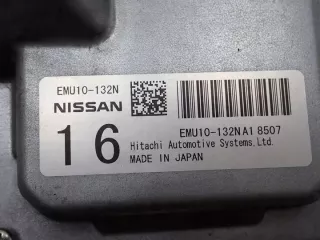 EMU10-132N
NISSAN
16
EMU10-132NA1 8507
Hitachi Automotive Systems,Ltd.
MADE IN JAPAN